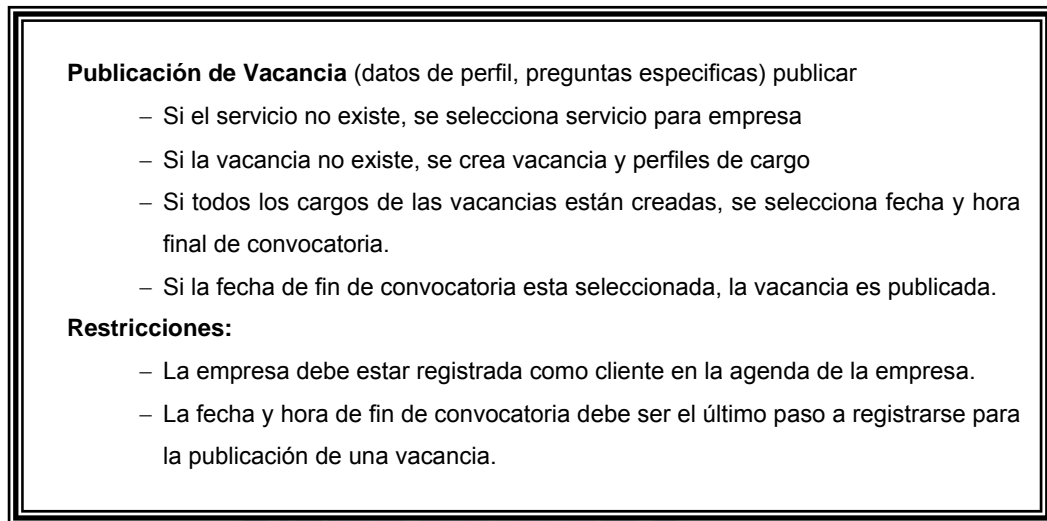 Publicación de Vacancia (datos de perfil, preguntas especificas) publicar
− Si el servicio no existe, se selecciona servicio para empresa
− Si la vacancia no existe, se crea vacancia y perfiles de cargo
− Si todos los cargos de las vacancias están creadas, se selecciona fecha y hora
final de convocatoria.
− Si la fecha de fin de convocatoria esta seleccionada, la vacancia es publicada.
Restricciones:
− La empresa debe estar registrada como cliente en la agenda de la empresa.
− La fecha y hora de fin de convocatoria debe ser el último paso a registrarse para
la publicación de una vacancia.